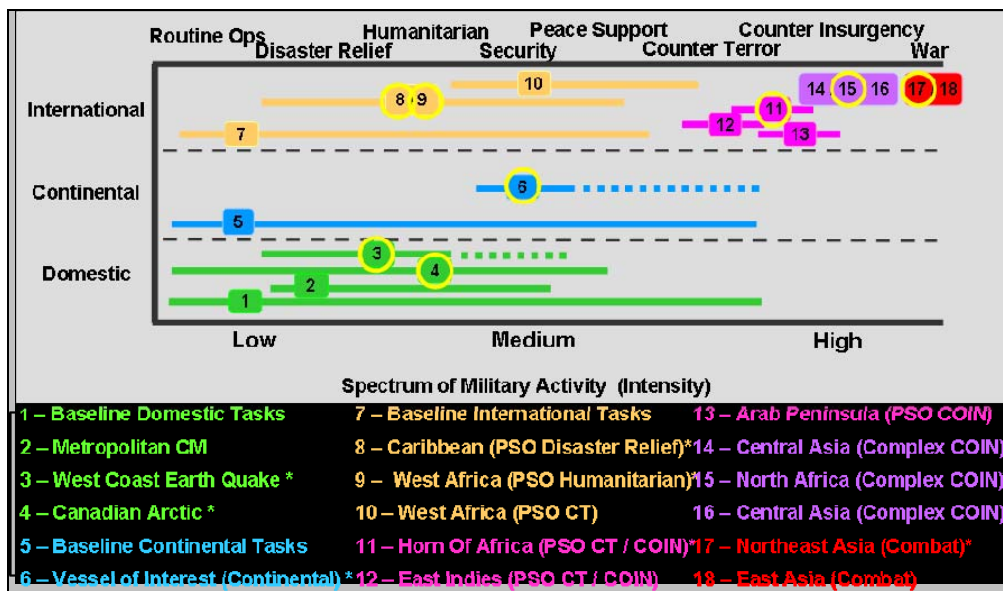 Routine Ops Humanitarian Peace Support Counter Insurgency
Disaster Relief Security Counter Terror War
International
10
14 15 16 17 18
8 9
11
12
7 13
Continental
6
5
Domestic
3
4
2
1
Low Medium High
Spectrum of Military Activity (Intensity)
1 – Baseline Domestic Tasks
2 – Metropolitan CM
3 – West Coast Earth Quake *
4 – Canadian Arctic *
5 – Baseline Continental Tasks
6 – Vessel of Interest (Continental) *
7 – Baseline International Tasks
8 – Caribbean (PSO Disaster Relief)*
9 – West Africa (PSO Humanitarian)*
10 – West Africa (PSO CT)
11 – Horn Of Africa (PSO CT / COIN)*
12 – East Indies (PSO CT / COIN)
13 – Arab Peninsula (PSO COIN)
14 – Central Asia (Complex COIN)
15 – North Africa (Complex COIN)
16 – Central Asia (Complex COIN)
17 – Northeast Asia (Combat)*
18 – East Asia (Combat)